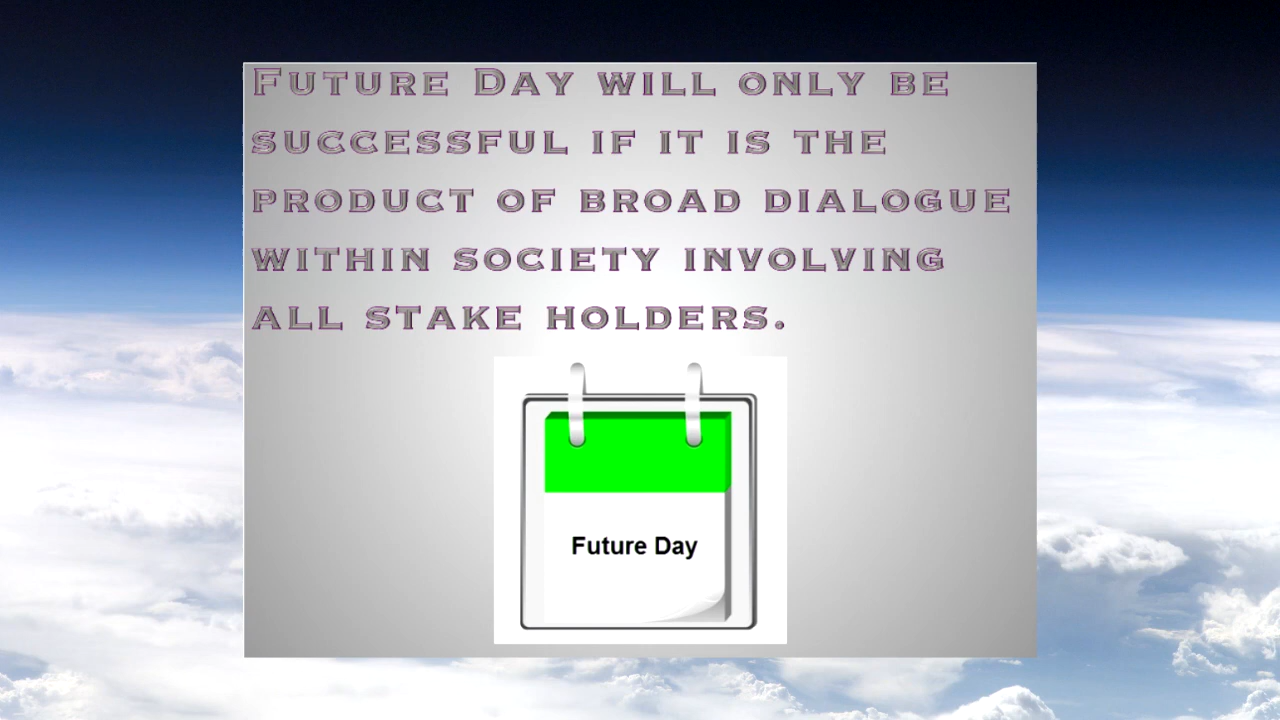 Future Day will only be
successful if it is the
product of broad dialogue
within society involving
all stake holders.
Future Day